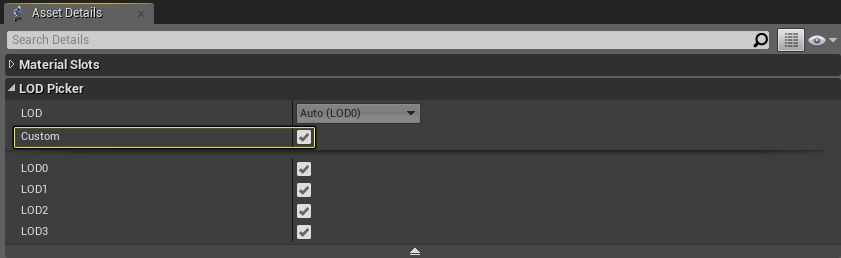 Asset Details
Search Details
Material Slots
LOD Picker
LOD Auto (LOD0)
Custom
LOD0
LOD1
LOD2
LOD3